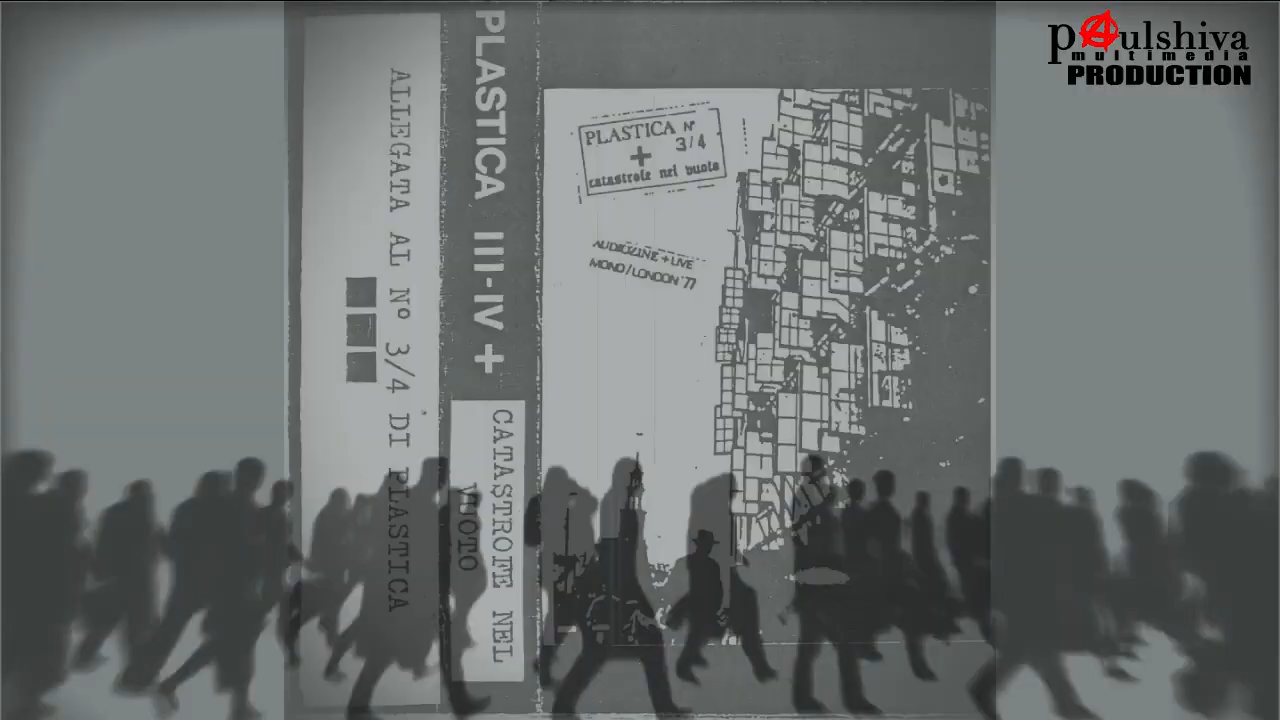 pAulshiva
multimedia
PRODUCTION
ALLEGATA AL Nº 3/4 DI PLASTICA
PLASTICA III-IV +
CATASTROFE NEL
VUOTO
PLASTICA Nº
3/4
+
catastrofe nel vuoto
AUDIOZINE + LIVE
MONO/LONDON '77